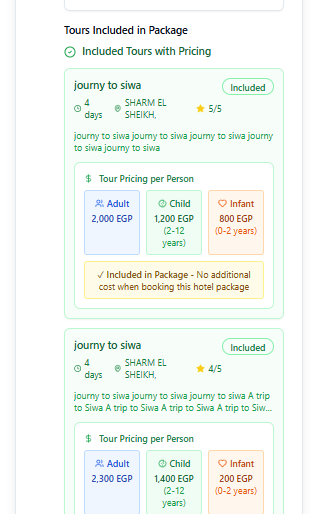 Tours Included in Package
Included Tours with Pricing
journy to siwa
Included
4 days
SHARM EL SHEIKH,
5/5
journy to siwa journy to siwa journy to siwa journy
to siwa journy to siwa
$ Tour Pricing per Person
Adult
2,000 EGP
Child
1,200 EGP
(2-12
years)
Infant
800 EGP
(0-2 years)
✓ Included in Package - No additional
cost when booking this hotel package
journy to siwa
Included
4 days
SHARM EL SHEIKH,
4/5
journy to siwa journy to siwa journy to siwa A trip
to Siwa A trip to Siwa A trip to Siwa A trip to Siw...
$ Tour Pricing per Person
Adult
2,300 EGP
Child
1,400 EGP
(2-12
years)
Infant
200 EGP
(0-2 years)